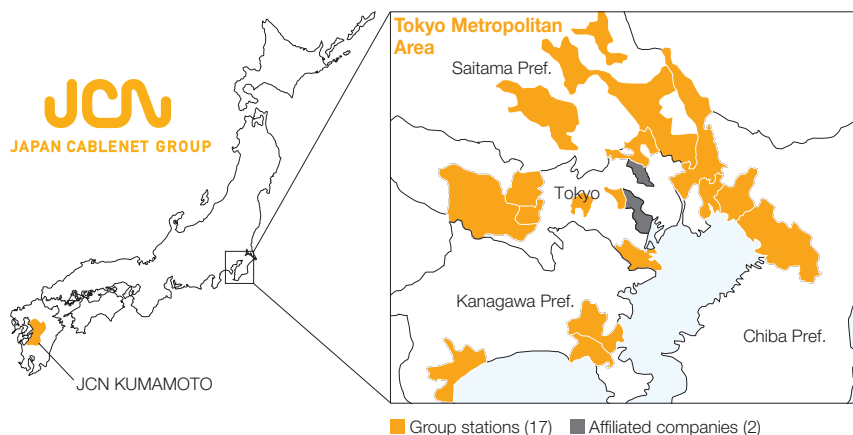 JCN
JAPAN CABLENET GROUP
JCN KUMAMOTO
Tokyo Metropolitan
Area
Saitama Pref.
Tokyo
Kanagawa Pref.
Chiba Pref.
Group stations (17)
Affiliated companies (2)